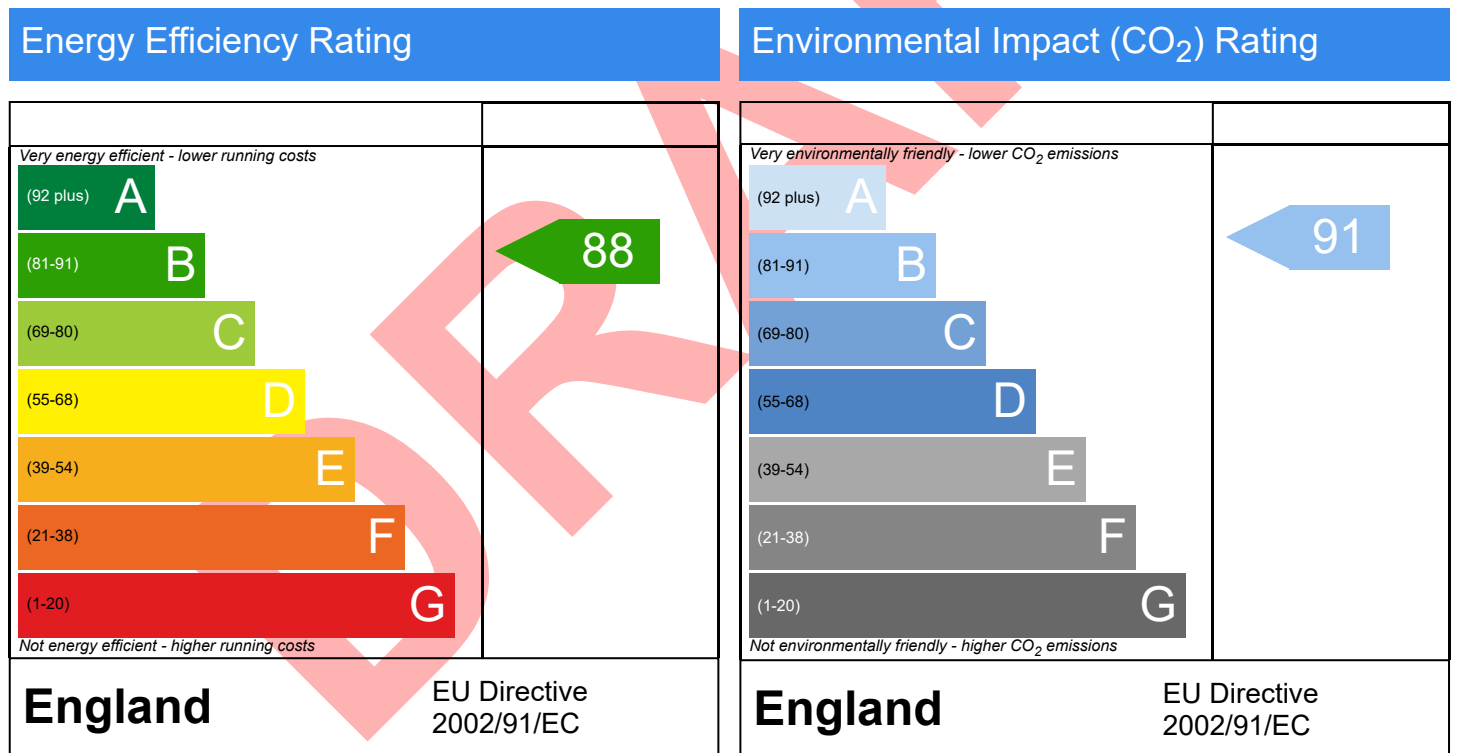 Energy Efficiency Rating
Very energy efficient - lower running costs
(92 plus) A
(81-91) B
(69-80) C
(55-68) D
(39-54) E
(21-38) F
(1-20) G
Not energy efficient - higher running costs
88
England
EU Directive
2002/91/EC
Environmental Impact (CO₂) Rating
Very environmentally friendly - lower CO₂ emissions
(92 plus) A
(81-91) B
(69-80) C
(55-68) D
(39-54) E
(21-38) F
(1-20) G
Not environmentally friendly - higher CO₂ emissions
91
England
EU Directive
2002/91/EC